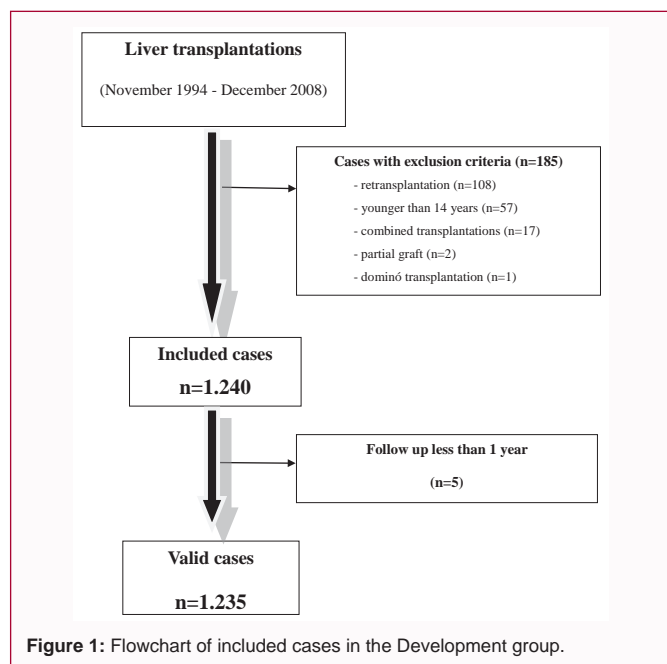 Liver transplantations
(November 1994 - December 2008)
Cases with exclusion criteria (n=185)
- retransplantation (n=108)
- younger than 14 years (n=57)
- combined transplantations (n=17)
- partial graft (n=2)
- dominó transplantation (n=1)
Included cases
n=1.240
Follow up less than 1 year
(n=5)
Valid cases
n=1.235
Figure 1: Flowchart of included cases in the Development group.